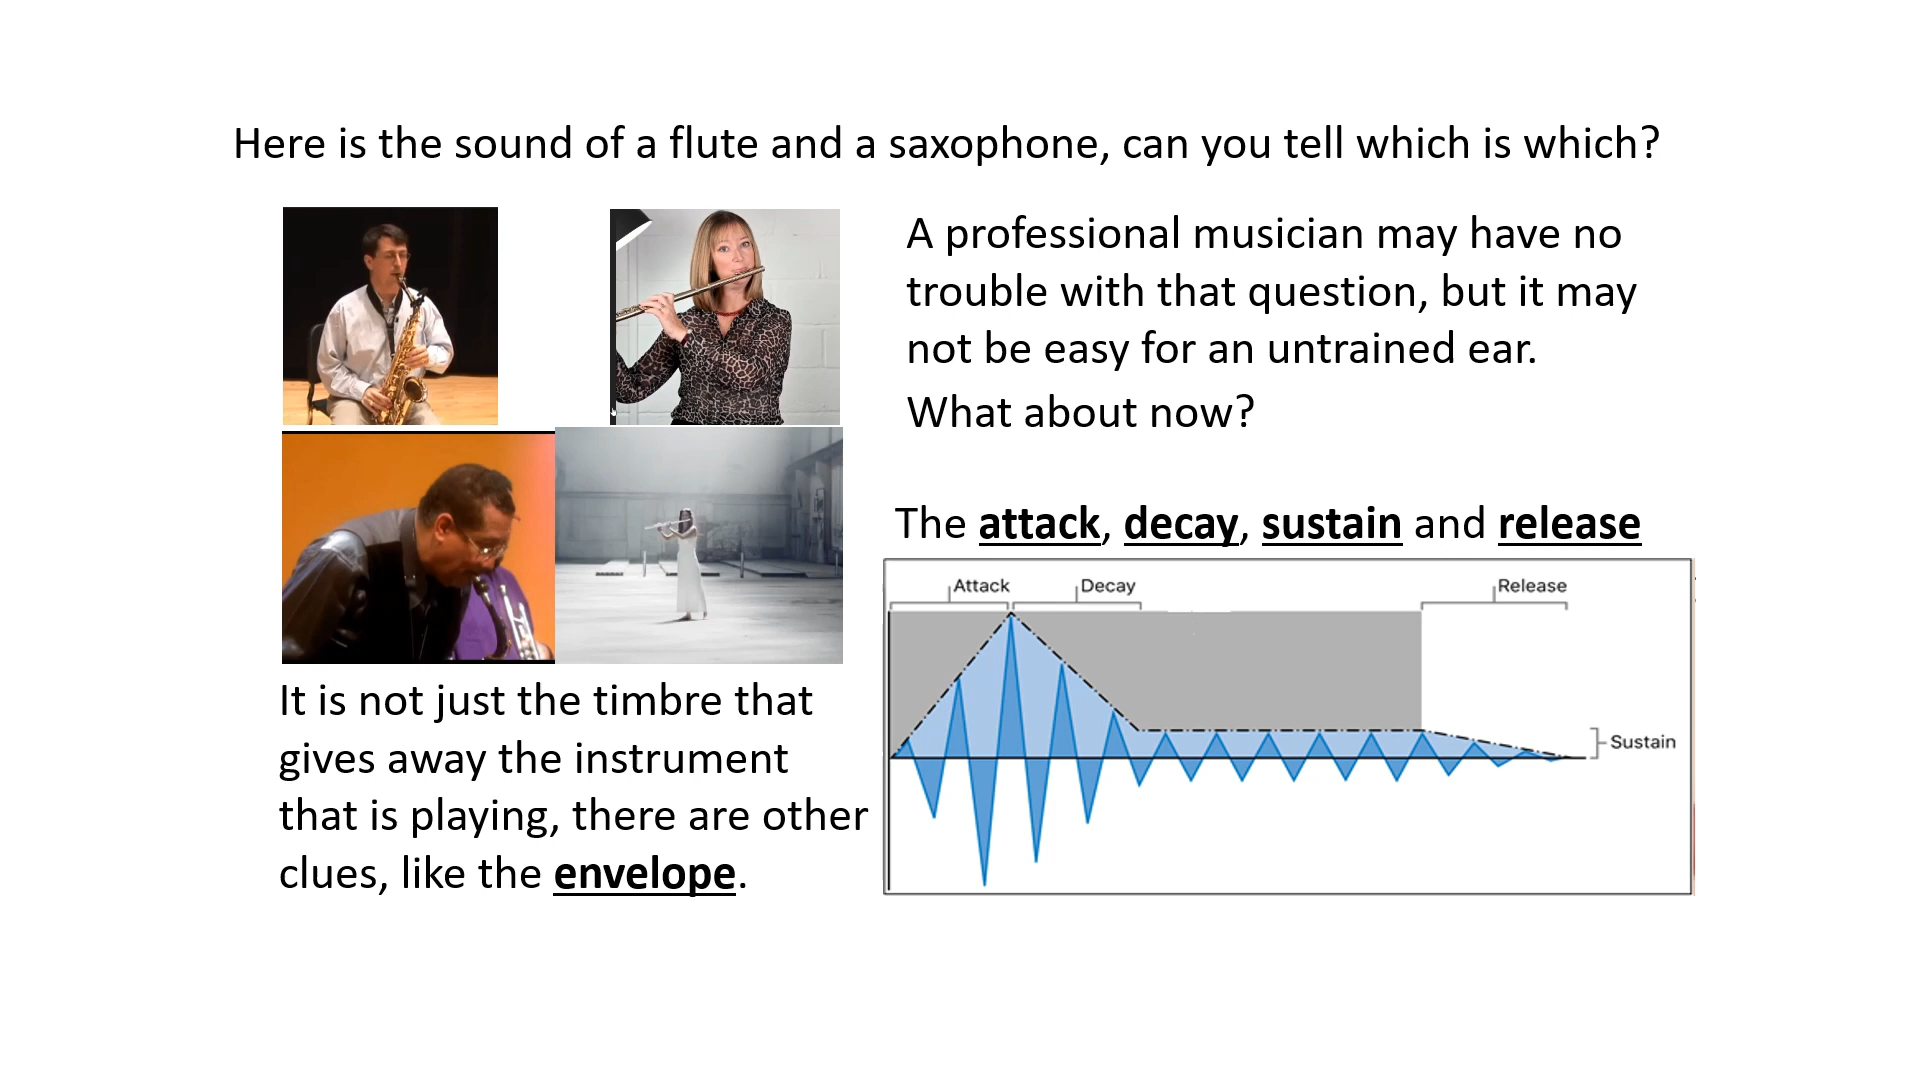 Here is the sound of a flute and a saxophone, can you tell which is which?
A professional musician may have no
trouble with that question, but it may
not be easy for an untrained ear.
What about now?
It is not just the timbre that
gives away the instrument
that is playing, there are other
clues, like the envelope.
The attack, decay, sustain and release
Attack
Decay
Release
Sustain